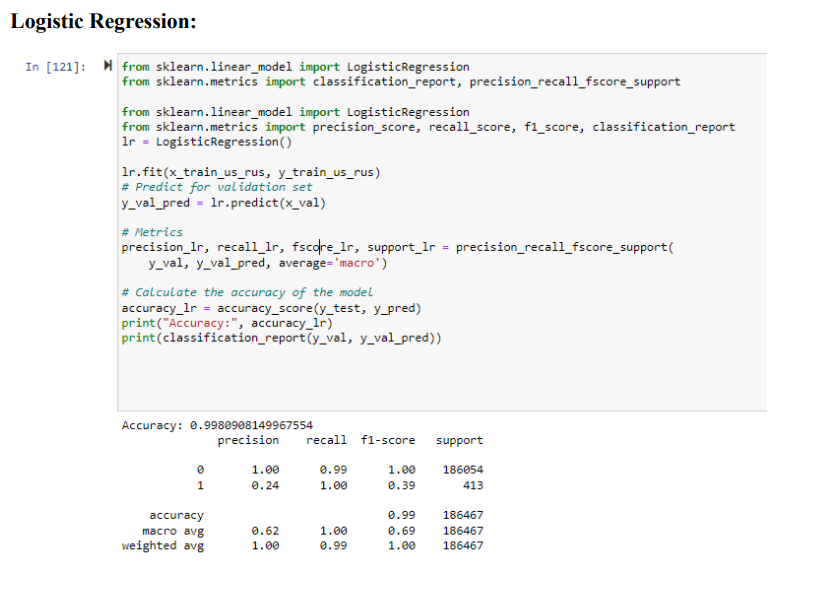 Logistic Regression:
In [121]:
from sklearn.linear_model import LogisticRegression
from sklearn.metrics import classification_report, precision_recall_fscore_support
from sklearn.linear_model import LogisticRegression
from sklearn.metrics import precision_score, recall_score, f1_score, classification_report
lr = LogisticRegression()
lr.fit(x_train_us_rus, y_train_us_rus)
# Predict for validation set
y_val_pred = lr.predict(x_val)
# Metrics
precision_lr, recall_lr, fscore_lr, support_lr = precision_recall_fscore_support(
    y_val, y_val_pred, average='macro')
# Calculate the accuracy of the model
accuracy_lr = accuracy_score(y_test, y_pred)
print("Accuracy:", accuracy_lr)
print(classification_report(y_val, y_val_pred))
Accuracy: 0.9980908149967554
precision recall f1-score support
0 1.00 0.99 1.00 186054
1 0.24 1.00 0.39 413
accuracy 0.99 186467
macro avg 0.62 1.00 0.69 186467
weighted avg 1.00 0.99 1.00 186467